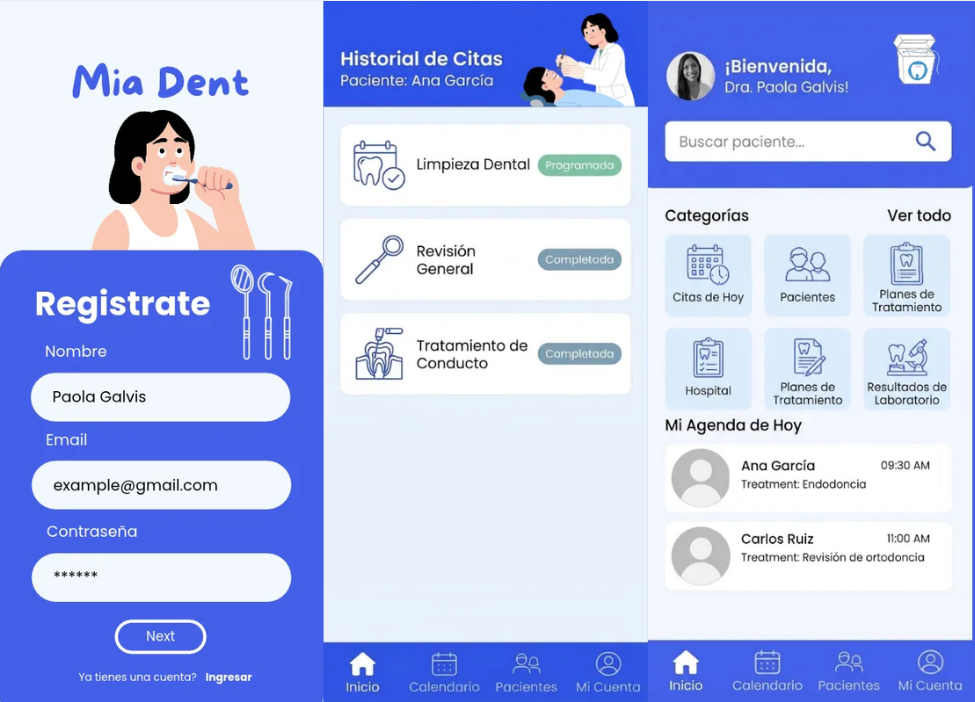 Mia Dent
Registrate
Nombre
Paola Galvis
Email
example@gmail.com
Contraseña
******
Next
Ya tienes una cuenta? Ingresar
Historial de Citas
Paciente: Ana García
Limpieza Dental
Programada
Revisión
General
Completada
Tratamiento de
Conducto
Completada
Inicio
Calendario
Pacientes
Mi Cuenta
¡Bienvenida,
Dra. Paola Galvis!
Buscar paciente...
Categorías
Ver todo
Citas de Hoy
Pacientes
Planes de
Tratamiento
Hospital
Planes de
Tratamiento
Resultados de
Laboratorio
Mi Agenda de Hoy
Ana García
09:30 AM
Treatment: Endodoncia
Carlos Ruiz
11:00 AM
Treatment: Revisión de ortodoncia
Inicio
Calendario
Pacientes
Mi Cuenta